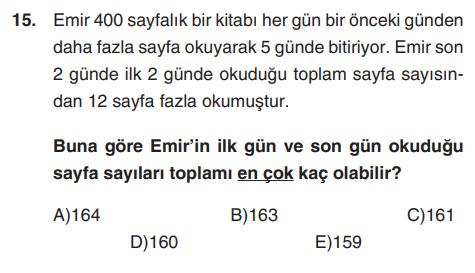 15. Emir 400 sayfalık bir kitabı her gün bir önceki günden
daha fazla sayfa okuyarak 5 günde bitiriyor. Emir son
2 günde ilk 2 günde okuduğu toplam sayfa sayısın-
dan 12 sayfa fazla okumuştur.
Buna göre Emir'in ilk gün ve son gün okuduğu
sayfa sayıları toplamı en çok kaç olabilir?
A)164 B)163 C)161
D)160 E)159